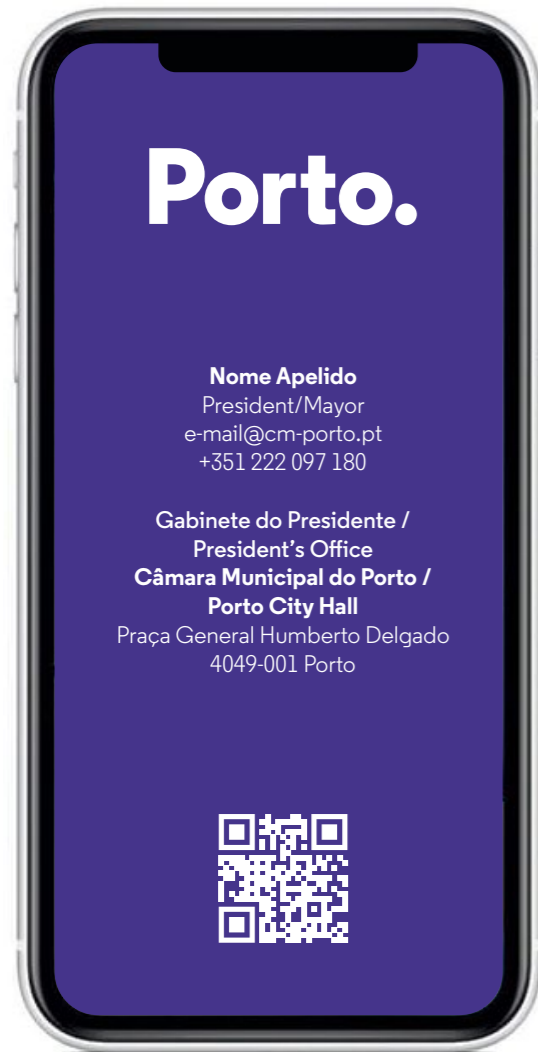 Porto.
Nome Apelido
President/Mayor
e-mail@cm-porto.pt
+351 222 097 180
Gabinete do Presidente /
President’s Office
Câmara Municipal do Porto /
Porto City Hall
Praça General Humberto Delgado
4049-001 Porto